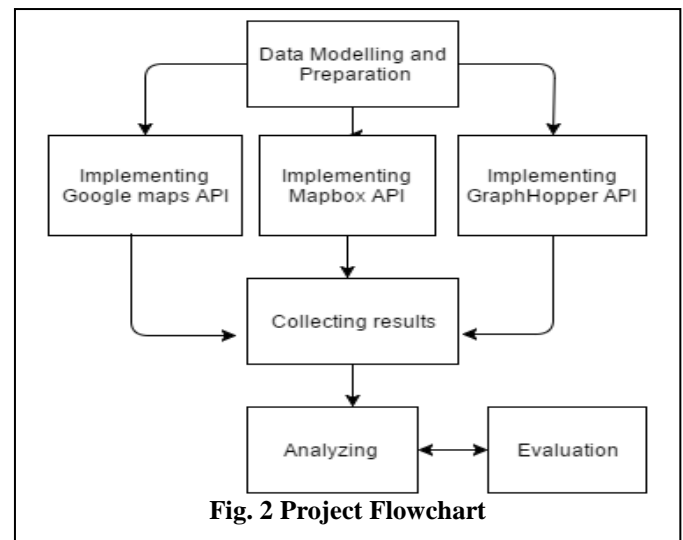 Data Modelling and
Preparation
Implementing
Google maps API
Implementing
Mapbox API
Implementing
GraphHopper API
Collecting results
Analyzing
Evaluation
Fig. 2 Project Flowchart